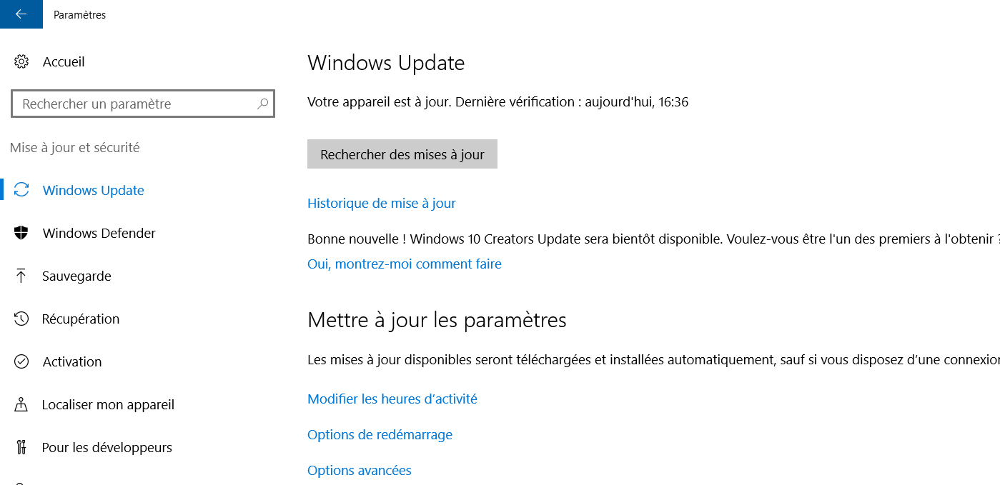 Paramètres
Accueil
Rechercher un paramètre
Mise à jour et sécurité
Windows Update
Windows Defender
Sauvegarde
Récupération
Activation
Localiser mon appareil
Pour les développeurs
Windows Update
Votre appareil est à jour. Dernière vérification : aujourd'hui, 16:36
Rechercher des mises à jour
Historique de mise à jour
Bonne nouvelle ! Windows 10 Creators Update sera bientôt disponible. Voulez-vous être l'un des premiers à l'obtenir ?
Oui, montrez-moi comment faire
Mettre à jour les paramètres
Les mises à jour disponibles seront téléchargées et installées automatiquement, sauf si vous disposez d’une connexion
Modifier les heures d’activité
Options de redémarrage
Options avancées